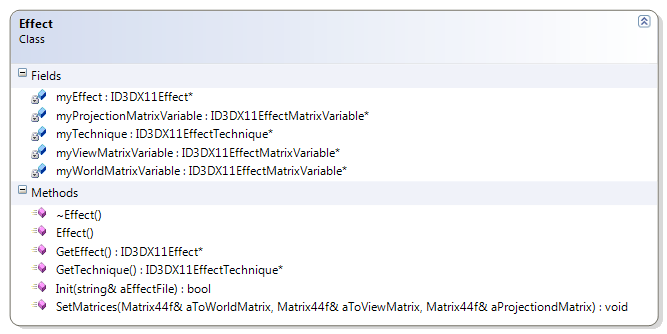 Effect
Class
Fields
myEffect : ID3DX11Effect*
myProjectionMatrixVariable : ID3DX11EffectMatrixVariable*
myTechnique : ID3DX11EffectTechnique*
myViewMatrixVariable : ID3DX11EffectMatrixVariable*
myWorldMatrixVariable : ID3DX11EffectMatrixVariable*
Methods
~Effect()
Effect()
GetEffect() : ID3DX11Effect*
GetTechnique() : ID3DX11EffectTechnique*
Init(string& aEffectFile) : bool
SetMatrices(Matrix44f& aToWorldMatrix, Matrix44f& aToViewMatrix, Matrix44f& aProjectiondMatrix) : void